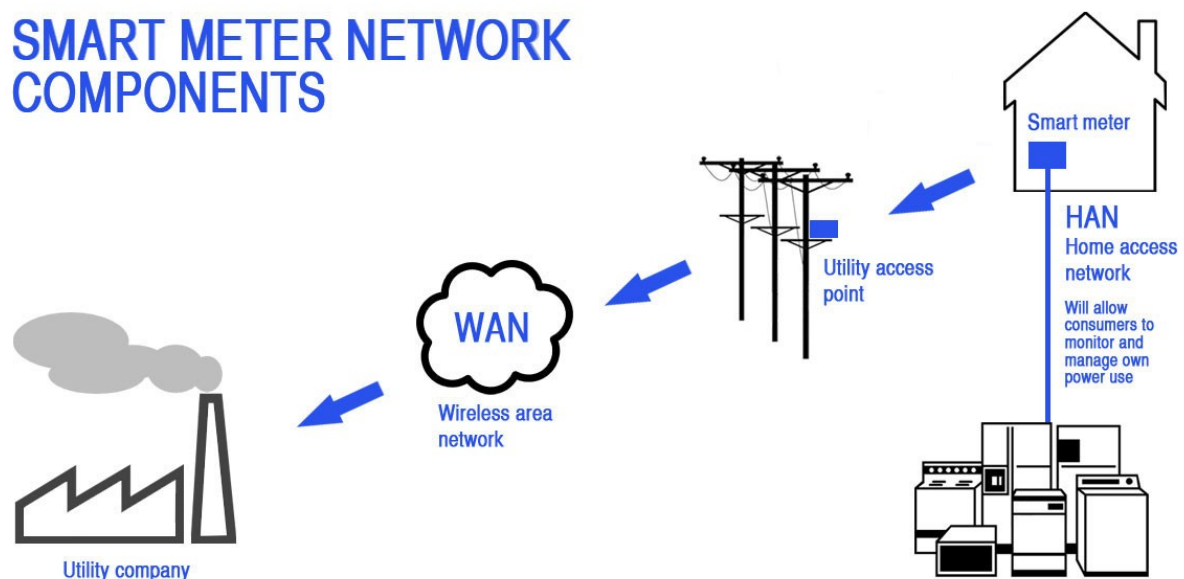 SMART METER NETWORK
COMPONENTS
Smart meter
HAN
Home access
network
Will allow
consumers to
monitor and
manage own
power use
Utility access
point
WAN
Wireless area
network
Utility company